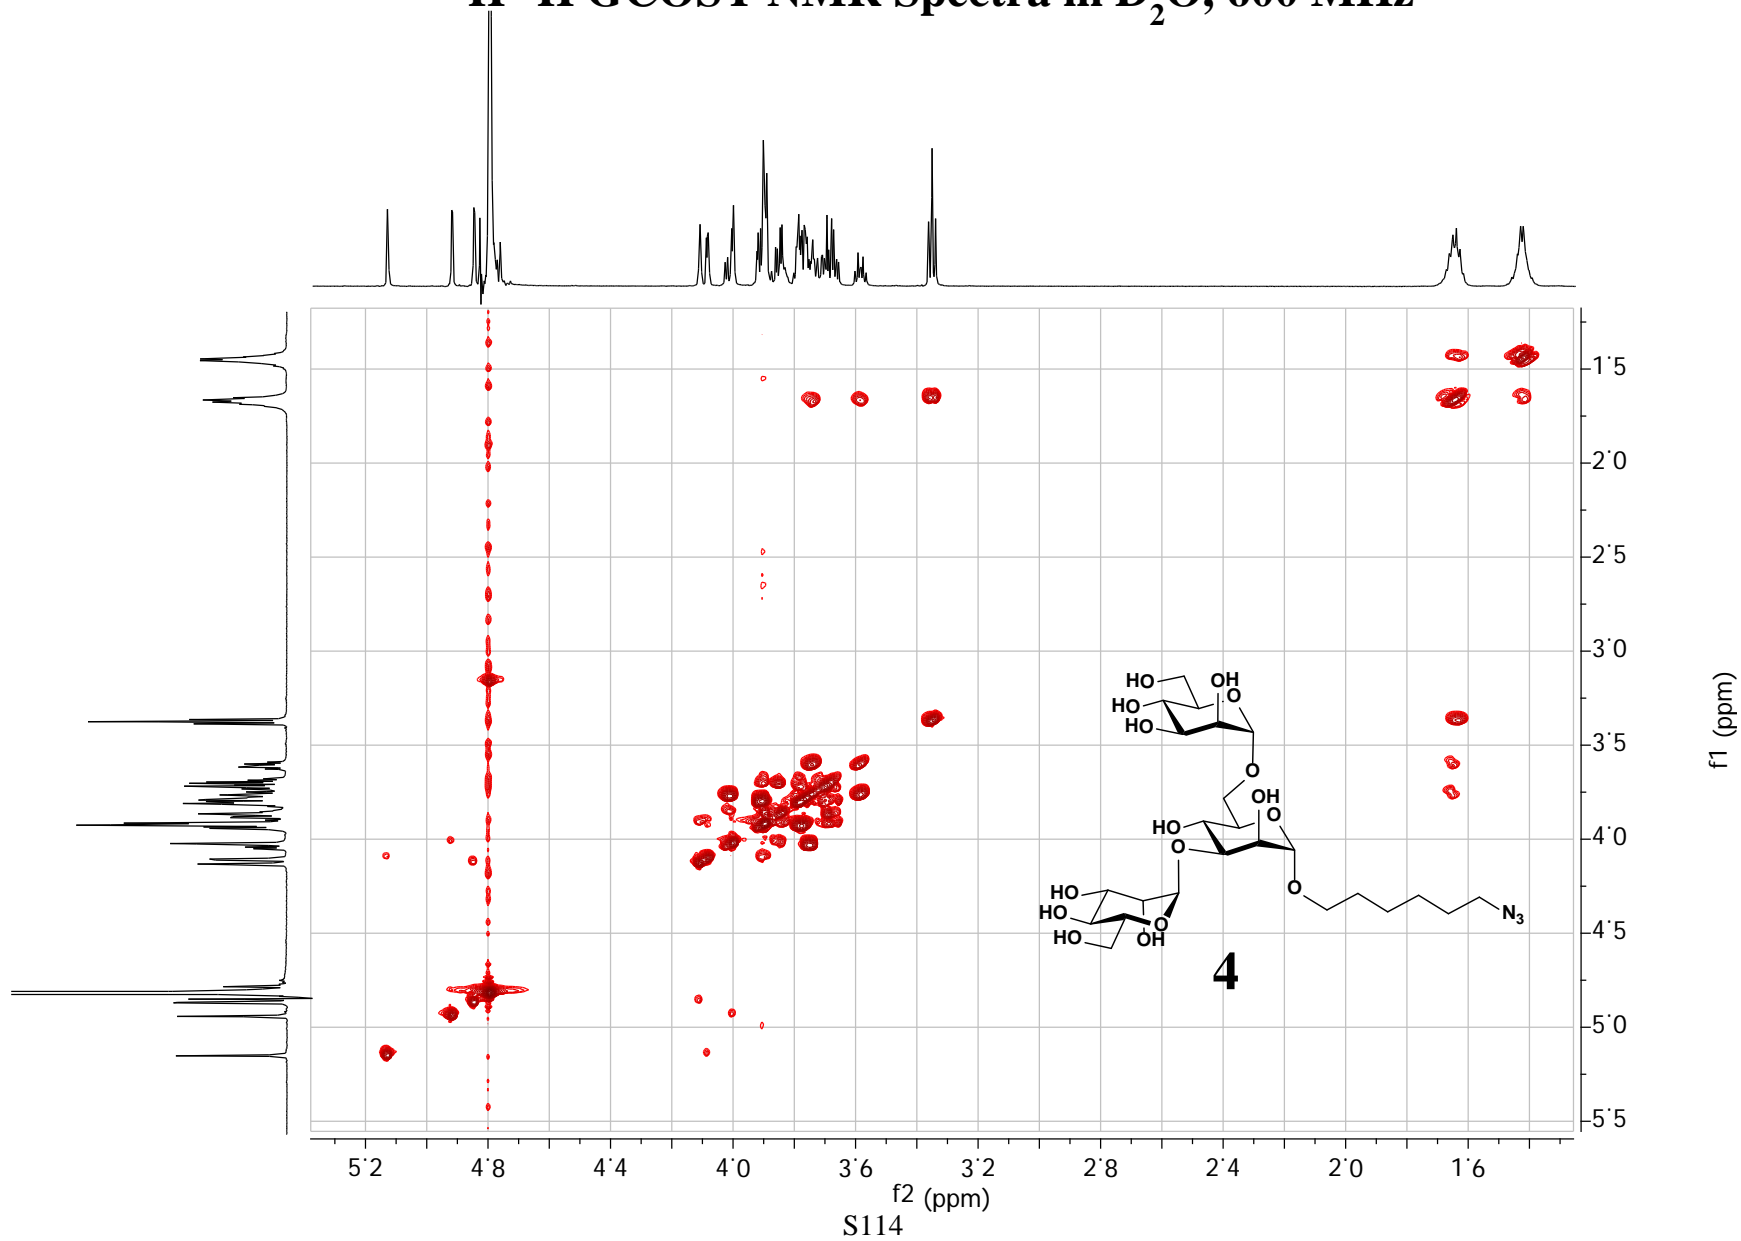 H- H GCOSY NMR Spectra in D2O, 600 MHz
1.5
2.0
2.5
3.0
3.5
4.0
4.5
5.0
5.5
f1 (ppm)
HO
OH
O
HO
HO
O
OH
O
HO
O
O
HO
HO
O
HO
OH
N3
4
5.2
4.8
4.4
4.0
3.6
3.2
2.8
2.4
2.0
1.6
f2 (ppm)
S114